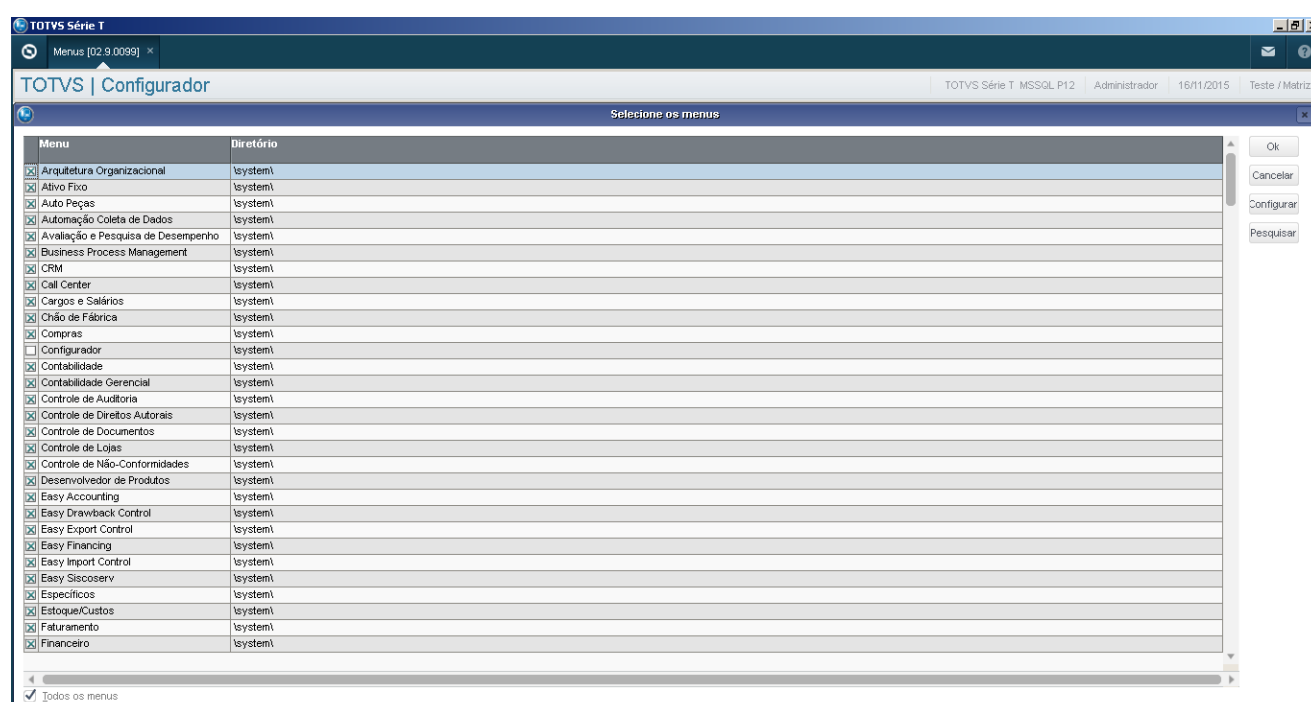 TOTVS Série T
Menus [02.9.0099] ×
TOTVS | Configurador
TOTVS Série T MSSQL P12 Administrador 16/11/2015 Teste / Matriz
Selecione os menus
Menu Diretório
Ok
Cancelar
Configurar
Pesquisar
Arquitetura Organizacional \system\
Ativo Fixo \system\
Auto Peças \system\
Automação Coleta de Dados \system\
Avaliação e Pesquisa de Desempenho \system\
Business Process Management \system\
CRM \system\
Call Center \system\
Cargos e Salários \system\
Chão de Fábrica \system\
Compras \system\
Configurador \system\
Contabilidade \system\
Contabilidade Gerencial \system\
Controle de Auditoria \system\
Controle de Direitos Autorais \system\
Controle de Documentos \system\
Controle de Lojas \system\
Controle de Não-Conformidades \system\
Desenvolvedor de Produtos \system\
Easy Accounting \system\
Easy Drawback Control \system\
Easy Export Control \system\
Easy Financing \system\
Easy Import Control \system\
Easy Siscoserv \system\
Específicos \system\
Estoque/Custos \system\
Faturamento \system\
Financeiro \system\
Todos os menus